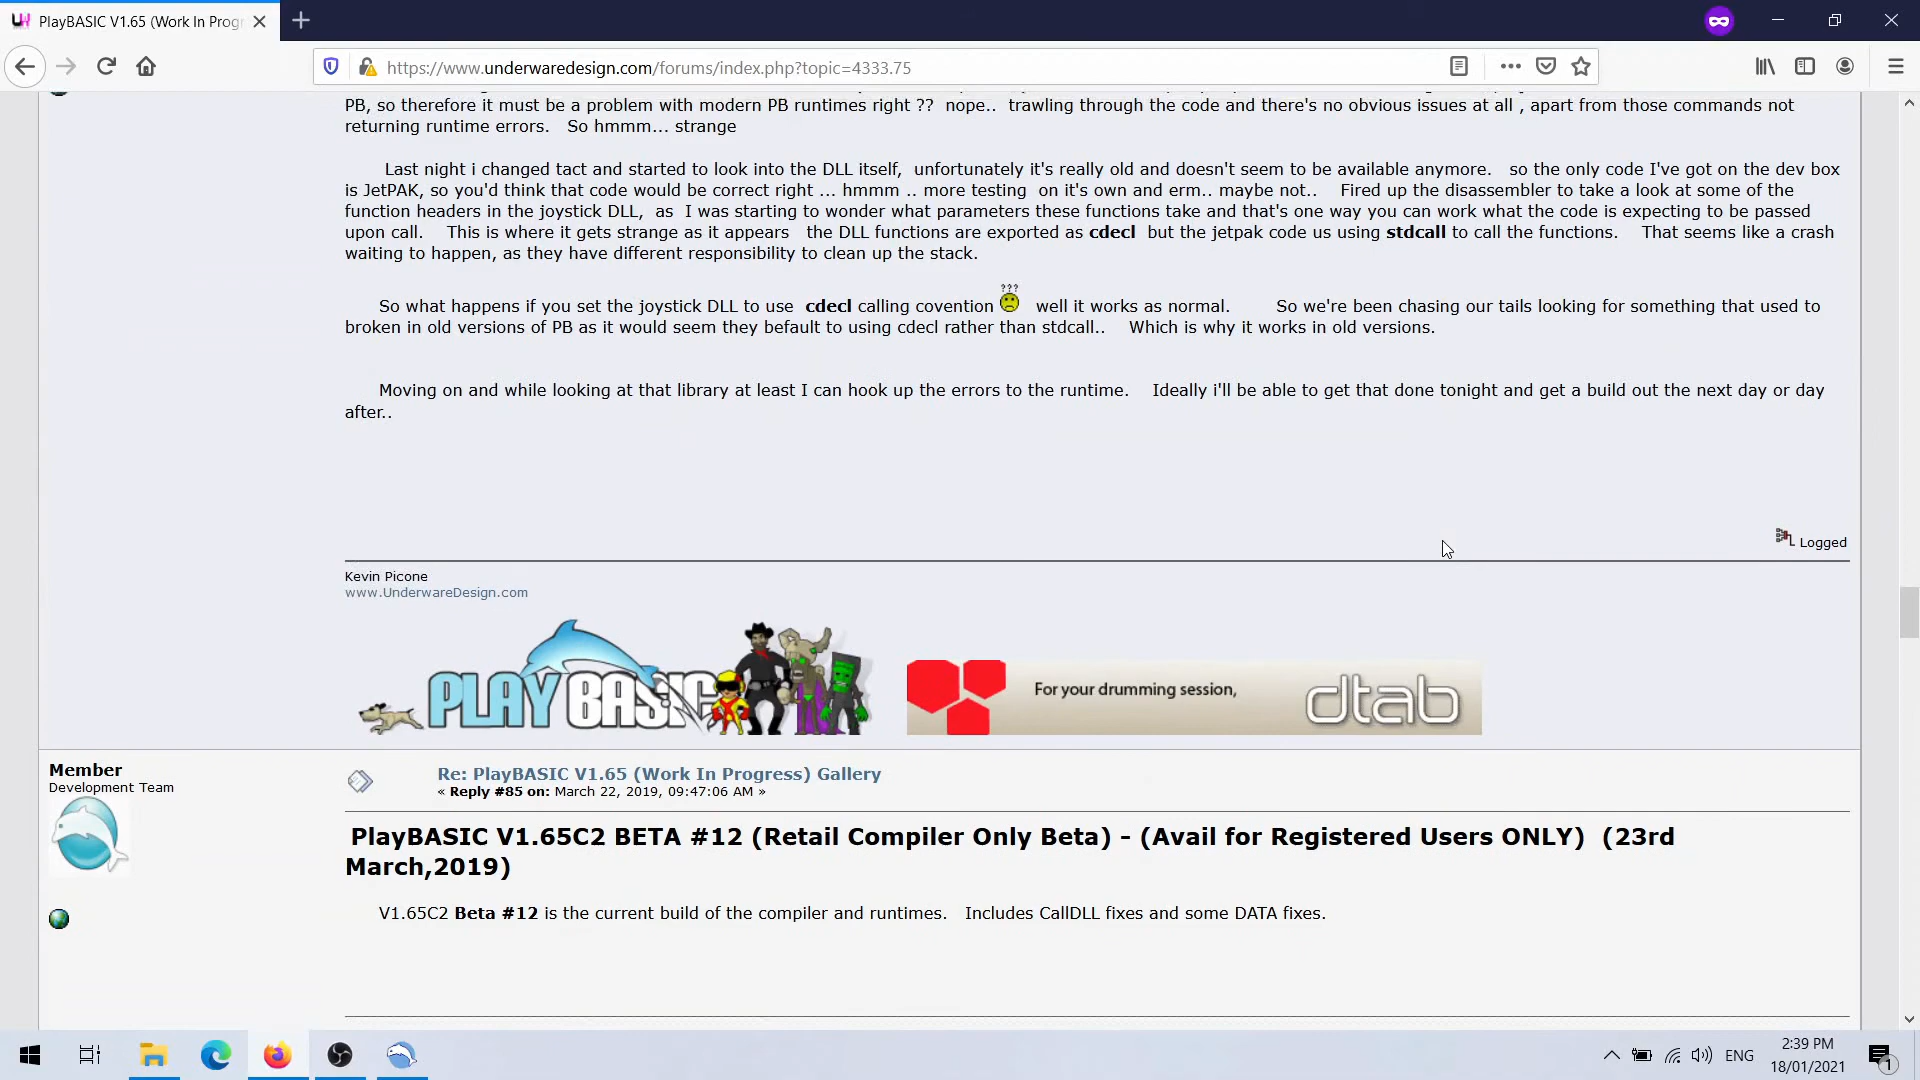 PlayBASIC V1.65 (Work In Progr
https://www.underwaredesign.com/forums/index.php?topic=4333.75
PB, so therefore it must be a problem with modern PB runtimes right ?? nope.. trawling through the code and there's no obvious issues at all , apart from those commands not
returning runtime errors. So hmmm... strange
Last night i changed tact and started to look into the DLL itself, unfortunately it's really old and doesn't seem to be available anymore. so the only code I've got on the dev box
is JetPAK, so you'd think that code would be correct right ... hmmm .. more testing on it's own and erm.. maybe not.. Fired up the disassembler to take a look at some of the
function headers in the joystick DLL, as I was starting to wonder what parameters these functions take and that's one way you can work what the code is expecting to be passed
upon call. This is where it gets strange as it appears the DLL functions are exported as cdecl but the jetpak code us using stdcall to call the functions. That seems like a crash
waiting to happen, as they have different responsibility to clean up the stack.
So what happens if you set the joystick DLL to use cdecl calling covention ??? well it works as normal. So we're been chasing our tails looking for something that used to
broken in old versions of PB as it would seem they befault to using cdecl rather than stdcall.. Which is why it works in old versions.
Moving on and while looking at that library at least I can hook up the errors to the runtime. Ideally i'll be able to get that done tonight and get a build out the next day or day
after..
Logged
Kevin Picone
www.UnderwareDesign.com
PLAYBASIC
For your drumming session,
dtab
Member
Development Team
Re: PlayBASIC V1.65 (Work In Progress) Gallery
« Reply #85 on: March 22, 2019, 09:47:06 AM »
PlayBASIC V1.65C2 BETA #12 (Retail Compiler Only Beta) - (Avail for Registered Users ONLY) (23rd
March,2019)
V1.65C2 Beta #12 is the current build of the compiler and runtimes. Includes CallDLL fixes and some DATA fixes.
ENG
2:39 PM
18/01/2021
1